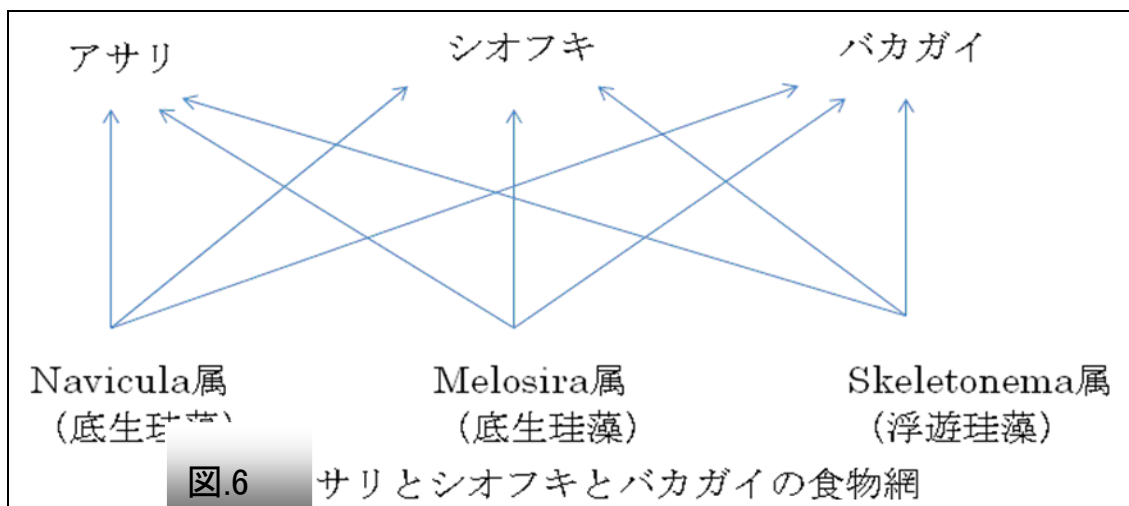 アサリ シオフキ バカガイ
Navicula属 Melosira属 Skeletonema属
(底生珪藻) (底生珪藻) (浮遊珪藻)
図.6 サリとシオフキとバカガイの食物網